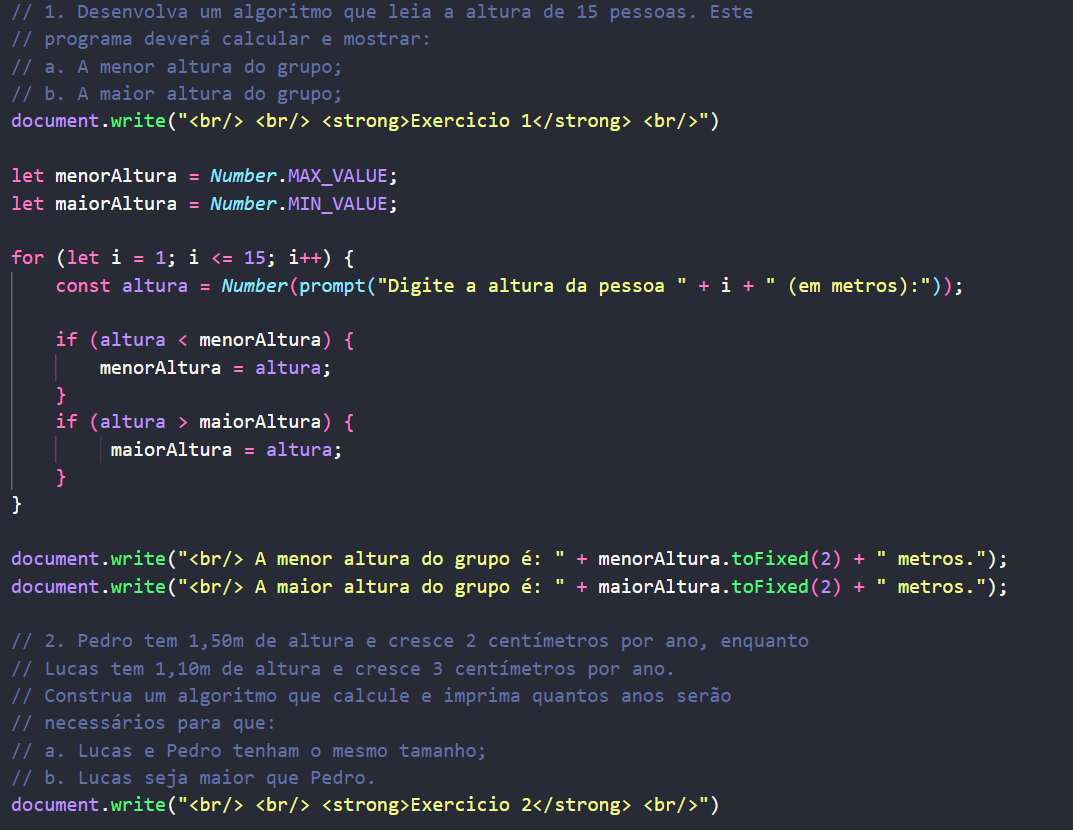 // 1. Desenvolva um algoritmo que leia a altura de 15 pessoas. Este
// programa deverá calcular e mostrar:
// a. A menor altura do grupo;
// b. A maior altura do grupo;
document.write("<br/> <br/> <strong>Exercicio 1</strong> <br/>")
let menorAltura = Number.MAX_VALUE;
let maiorAltura = Number.MIN_VALUE;
for (let i = 1; i <= 15; i++) {
const altura = Number(prompt("Digite a altura da pessoa " + i + " (em metros):"));
if (altura < menorAltura) {
menorAltura = altura;
}
if (altura > maiorAltura) {
maiorAltura = altura;
}
}
document.write("<br/> A menor altura do grupo é: " + menorAltura.toFixed(2) + " metros.");
document.write("<br/> A maior altura do grupo é: " + maiorAltura.toFixed(2) + " metros.");
// 2. Pedro tem 1,50m de altura e cresce 2 centímetros por ano, enquanto
// Lucas tem 1,10m de altura e cresce 3 centímetros por ano.
// Construa um algoritmo que calcule e imprima quantos anos serão
// necessários para que:
// a. Lucas e Pedro tenham o mesmo tamanho;
// b. Lucas seja maior que Pedro.
document.write("<br/> <br/> <strong>Exercicio 2</strong> <br/>")